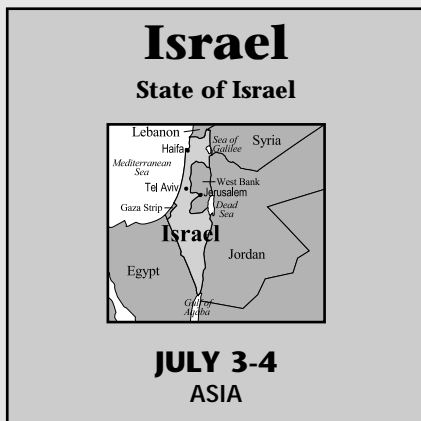 Israel
State of Israel
Lebanon
Haifa
Sea of
Galilee
Syria
Mediterranean
Sea
West Bank
Tel Aviv
Jerusalem
Gaza Strip
Dead
Sea
Israel
Jordan
Egypt
Gulf of
Aqaba
JULY 3-4
ASIA